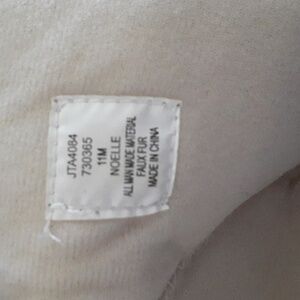 JTA4084
730365
11M
NOELLE
ALL MAN MADE MATERIAL
FAUX FUR
MADE IN CHINA